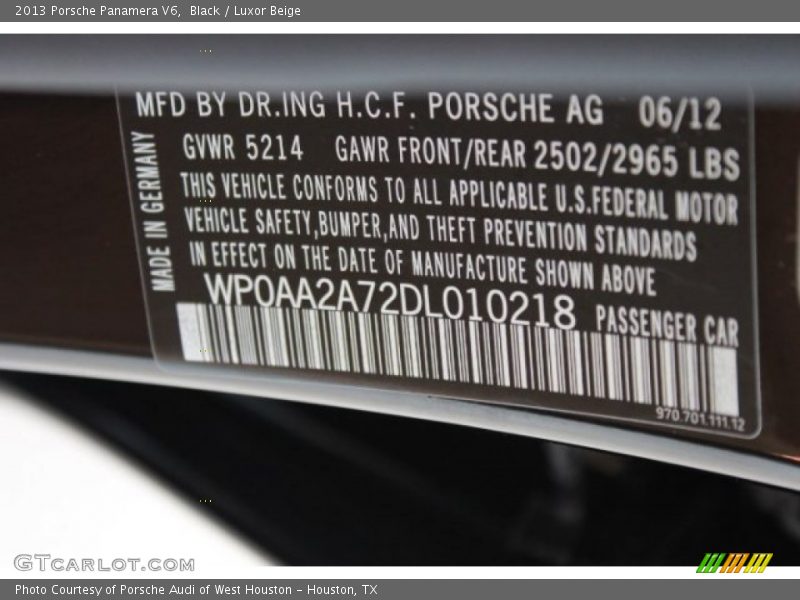 2013 Porsche Panamera V6,  Black / Luxor Beige
MFD BY DR.ING H.C.F. PORSCHE AG 06/12
GVWR 5214 GAWR FRONT/REAR 2502/2965 LBS
THIS VEHICLE CONFORMS TO ALL APPLICABLE U.S.FEDERAL MOTOR
VEHICLE SAFETY,BUMPER,AND THEFT PREVENTION STANDARDS
IN EFFECT ON THE DATE OF MANUFACTURE SHOWN ABOVE
MADE IN GERMANY
WP0AA2A72DL010218 PASSENGER CAR
970.701.111.12
GTCARLOT.COM
Photo Courtesy of Porsche Audi of West Houston - Houston, TX